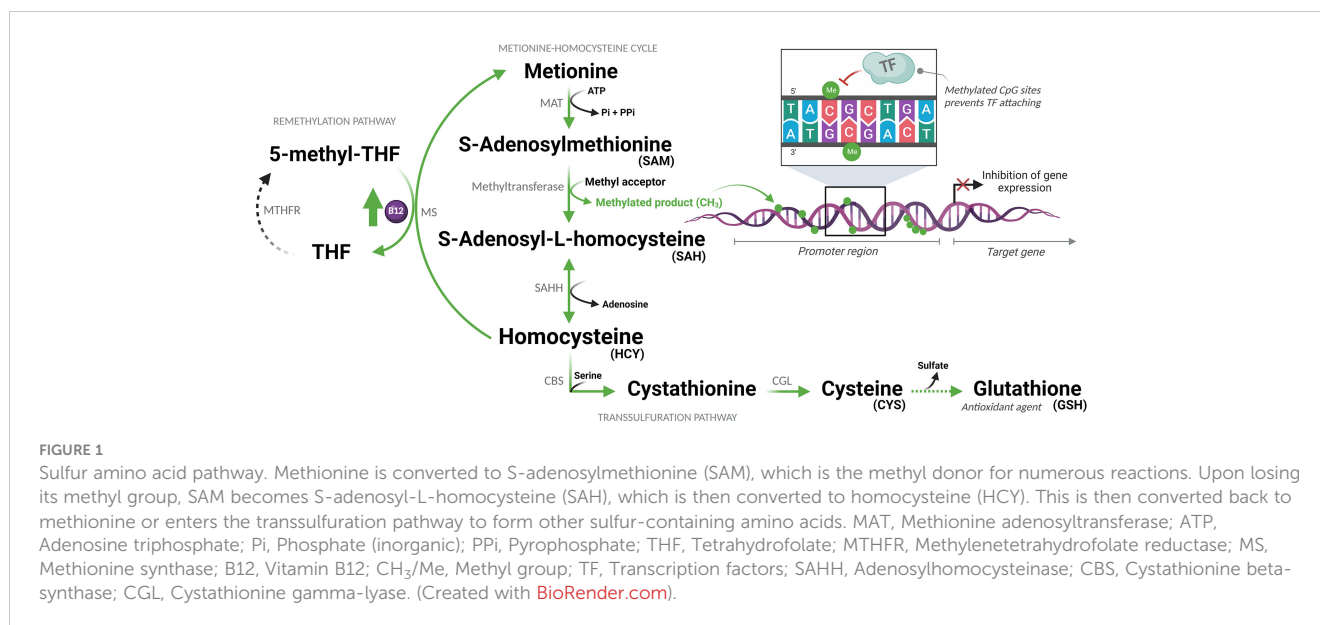 METIONINE-HOMOCYSTEINE CYCLE
Metionine
ATP
MAT
Pi + PPi
S-Adenosylmethionine
(SAM)
Methyltransferase
Methyl acceptor
Methylated product (CH₃)
S-Adenosyl-L-homocysteine
(SAH)
SAHH
Adenosine
Homocysteine
(HCY)
REMETHYLATION PATHWAY
5-methyl-THF
MTHFR
B12
MS
THF
CBS
Serine
Cystathionine
CGL
Cysteine
(CYS)
Sulfate
Glutathione
Antioxidant agent
(GSH)
TRANSSULFURATION PATHWAY
TF
Me
Methylated CpG sites
prevents TF attaching
5'
T A C G C T G A
A T G C G A C T
3'
Me
Inhibition of gene
expression
Promoter region
Target gene
FIGURE 1
Sulfur amino acid pathway. Methionine is converted to S-adenosylmethionine (SAM), which is the methyl donor for numerous reactions. Upon losing
its methyl group, SAM becomes S-adenosyl-L-homocysteine (SAH), which is then converted to homocysteine (HCY). This is then converted back to
methionine or enters the transsulfuration pathway to form other sulfur-containing amino acids. MAT, Methionine adenosyltransferase; ATP,
Adenosine triphosphate; Pi, Phosphate (inorganic); PPi, Pyrophosphate; THF, Tetrahydrofolate; MTHFR, Methylenetetrahydrofolate reductase; MS,
Methionine synthase; B12, Vitamin B12; CH₃/Me, Methyl group; TF, Transcription factors; SAHH, Adenosylhomocysteinase; CBS, Cystathionine beta-
synthase; CGL, Cystathionine gamma-lyase. (Created with BioRender.com).